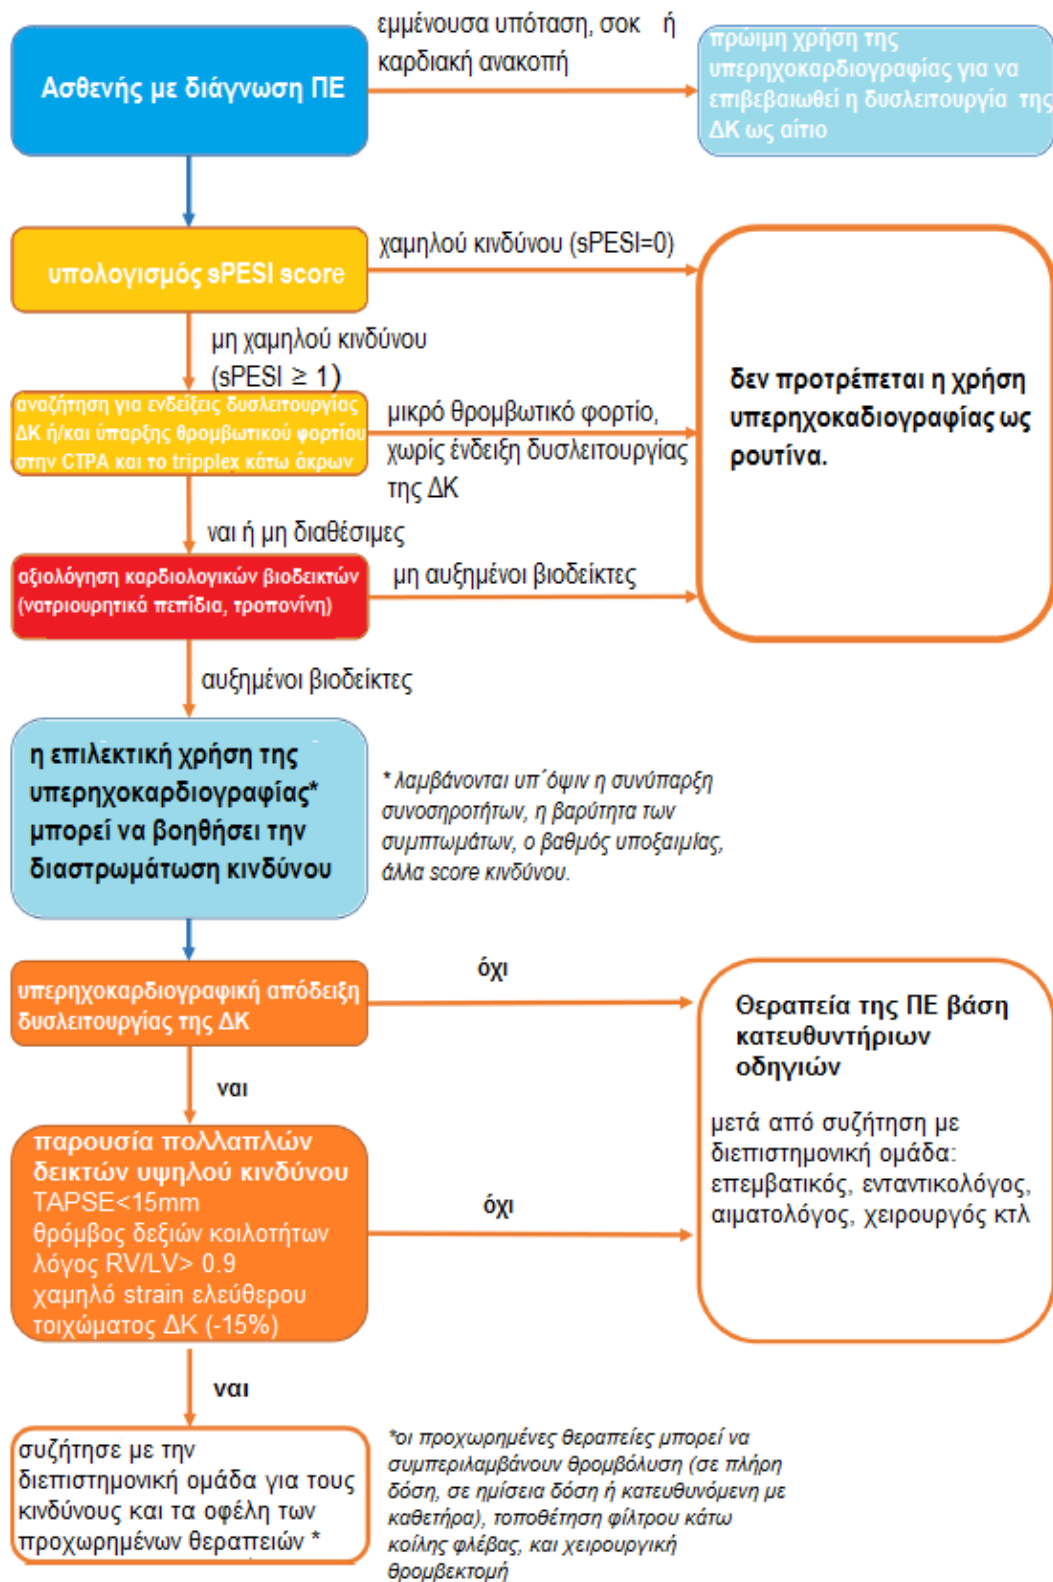 Ασθενής με διάγνωση ΠΕ
εμμένουσα υπόταση, σοκ ή
καρδιακή ανακοπή
πρώιμη χρήση της
υπερηχοκαρδιογραφίας για να
επιβεβαιωθεί η δυσλειτουργία της
ΔΚ ως αίτιο
υπολογισμός sPESI score
χαμηλού κινδύνου (sPESI=0)
μη χαμηλού κινδύνου
(sPESI ≥ 1)
αναζήτηση για ενδείξεις δυσλειτουργίας
ΔΚ ή/και ύπαρξης θρομβωτικού φορτίου
στην CTPA και το tripplex κάτω άκρων
μικρό θρομβωτικό φορτίο,
χωρίς ένδειξη δυσλειτουργίας
της ΔΚ
δεν προτρέπεται η χρήση
υπερηχοκαδιογραφίας ως
ρουτίνα.
ναι ή μη διαθέσιμες
αξιολόγηση καρδιολογικών βιοδεικτών
(νατριουρητικά πεπίδια, τροπονίνη)
μη αυξημένοι βιοδείκτες
αυξημένοι βιοδείκτες
η επιλεκτική χρήση της
υπερηχοκαρδιογραφίας*
μπορεί να βοηθήσει την
διαστρωμάτωση κινδύνου
* λαμβάνονται υπ΄όψιν η συνύπαρξη
συνοσηροτήτων, η βαρύτητα των
συμπτωμάτων, ο βαθμός υποξαιμίας,
άλλα score κινδύνου.
υπερηχοκαρδιογραφική απόδειξη
δυσλειτουργίας της ΔΚ
όχι
ναι
Θεραπεία της ΠΕ βάση
κατευθυντήριων
οδηγιών
μετά από συζήτηση με
διεπιστημονική ομάδα:
επεμβατικός, ενταντικολόγος,
αιματολόγος, χειρουργός κτλ
παρουσία πολλαπλών
δεικτών υψηλού κινδύνου
TAPSE<15mm
θρόμβος δεξιών κοιλοτήτων
λόγος RV/LV> 0.9
χαμηλό strain ελεύθερου
τοιχώματος ΔΚ (-15%)
όχι
ναι
συζήτησε με την
διεπιστημονική ομάδα για τους
κινδύνους και τα οφέλη των
προχωρημένων θεραπειών *
*οι προχωρημένες θεραπείες μπορεί να
συμπεριλαμβάνουν θρομβόλυση (σε πλήρη
δόση, σε ημίσεια δόση ή κατευθυνόμενη με
καθετήρα), τοποθέτηση φίλτρου κάτω
κοίλης φλέβας, και χειρουργική
θρομβεκτομή